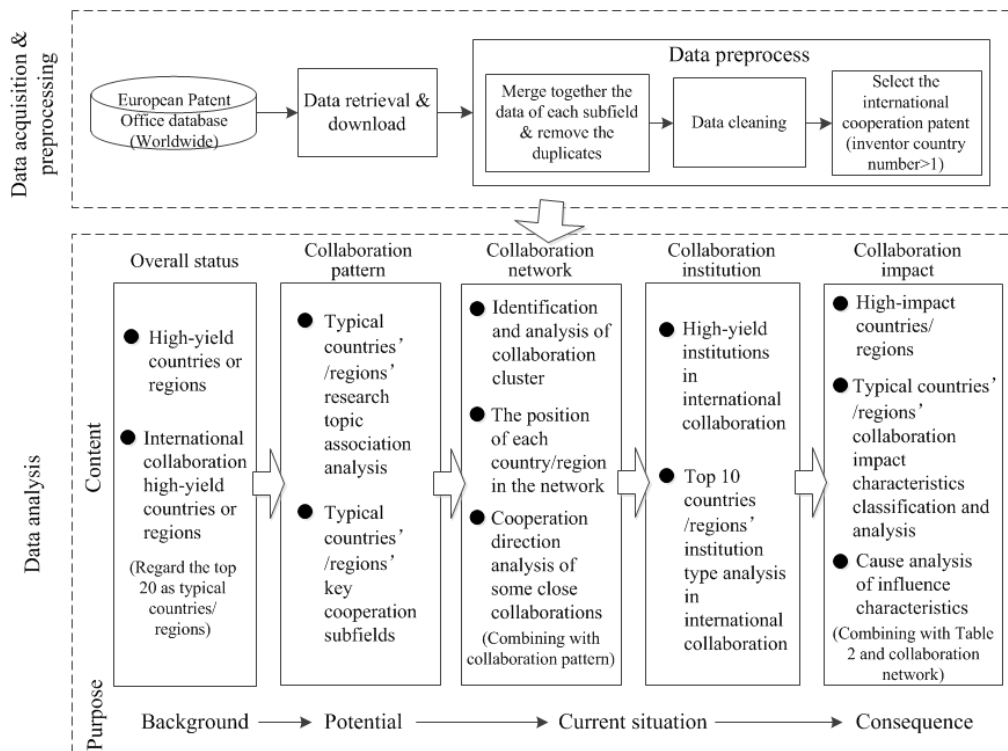 Data acquisition &
preprocessing
European Patent
Office database
(Worldwide)
Data retrieval &
download
Data preprocess
Merge together the
data of each subfield
& remove the
duplicates
Data cleaning
Select the
international
cooperation patent
(inventor country
number>1)
Data analysis
Content
Overall status
High-yield
countries or
regions
International
collaboration
high-yield
countries or
regions
(Regard the top
20 as typical
countries/
regions)
Collaboration
pattern
Typical
countries’
/regions’
research
topic
association
analysis
Typical
countries’
/regions’
key
cooperation
subfields
Collaboration
network
Identification
and analysis of
collaboration
cluster
The position
of each
country/region
in the network
Cooperation
direction
analysis of
some close
collaborations
(Combining with
collaboration pattern)
Collaboration
institution
High-yield
institutions
in
international
collaboration
Top 10
countries
/regions’
institution
type analysis
in
international
collaboration
Collaboration
impact
High-impact
countries/
regions
Typical countries’
/regions’
collaboration
impact
characteristics
classification and
analysis
Cause analysis
of influence
characteristics
(Combining with Table
2 and collaboration
network)
Purpose
Background
Potential
Current situation
Consequence